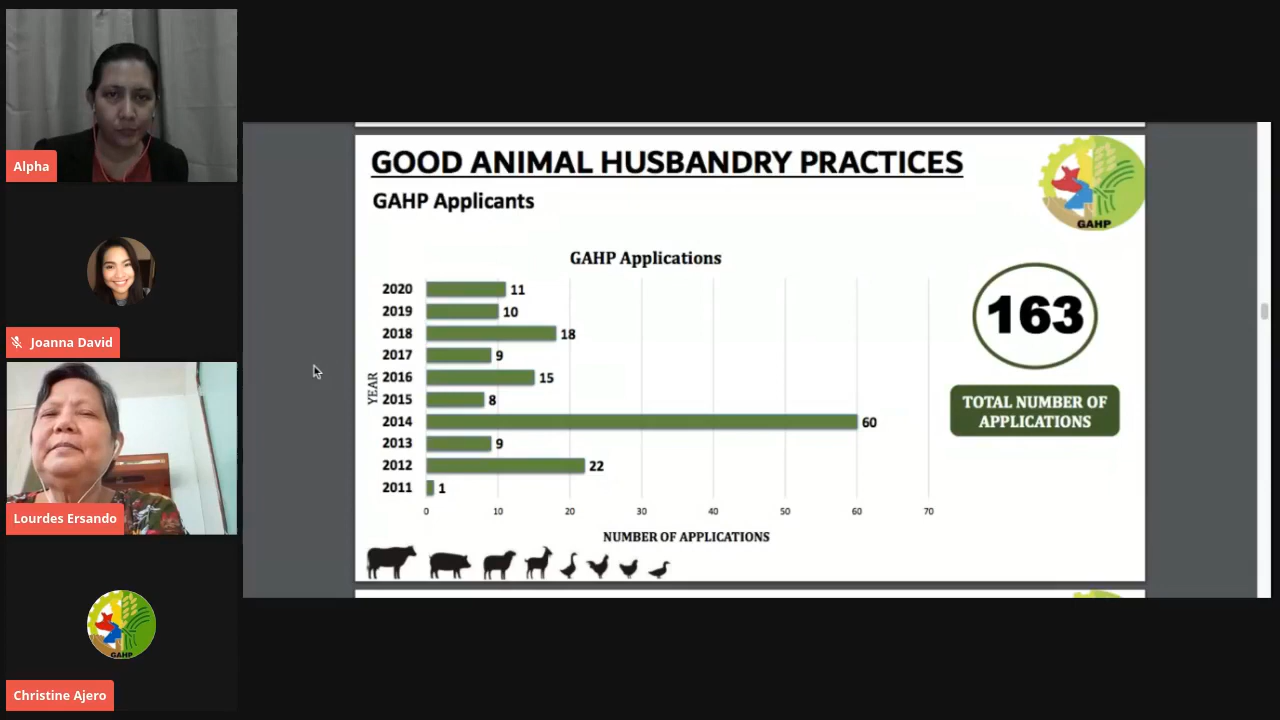 Alpha
Joanna David
Lourdes Ersando
GAHP
Christine Ajero
GOOD ANIMAL HUSBANDRY PRACTICES
GAHP Applicants
GAHP
GAHP Applications
YEAR
2020 11
2019 10
2018 18
2017 9
2016 15
2015 8
2014 60
2013 9
2012 22
2011 1
0 10 20 30 40 50 60 70
NUMBER OF APPLICATIONS
163
TOTAL NUMBER OF
APPLICATIONS